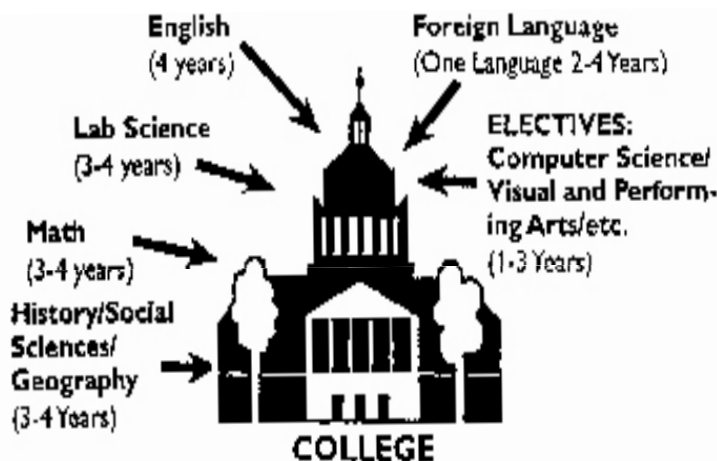 English
(4 years)
Foreign Language
(One Language 2-4 Years)
Lab Science
(3-4 years)
ELECTIVES:
Computer Science/
Visual and Perform-
ing Arts/etc.
(1-3 Years)
Math
(3-4 years)
History/Social
Sciences/
Geography
(3-4 Years)
COLLEGE